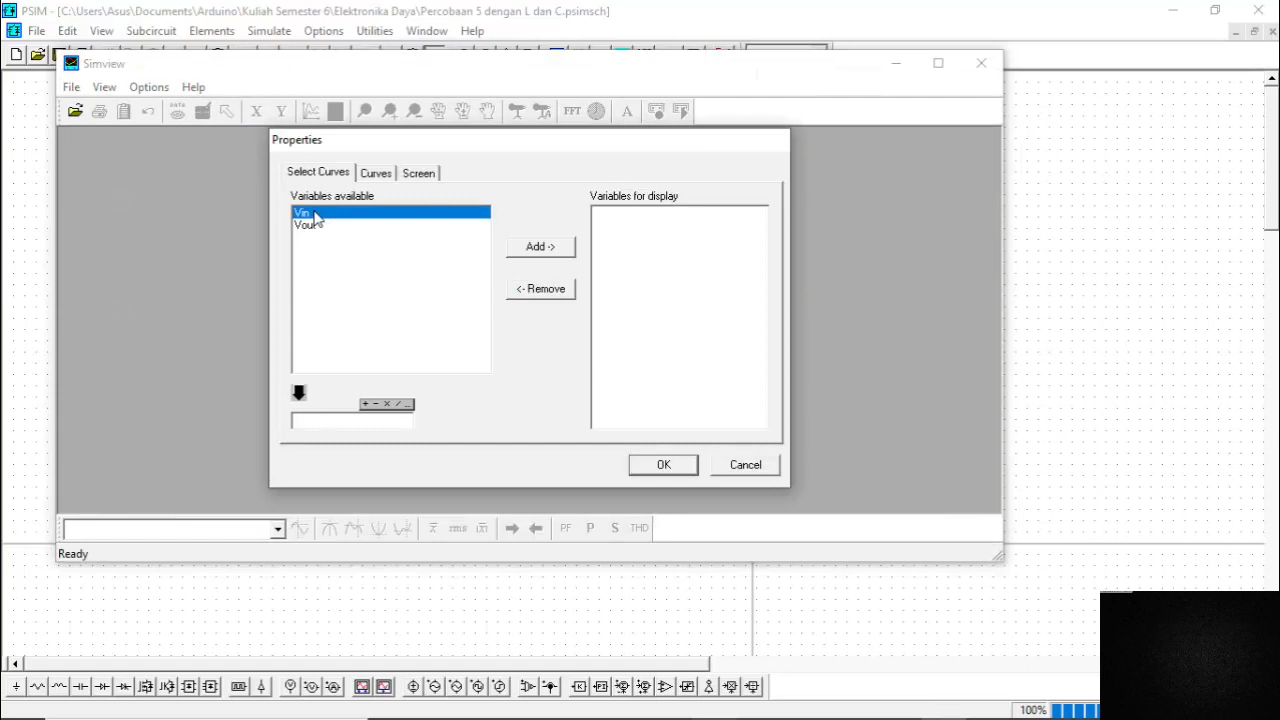 PSIM - [C:\Users\Asus\Documents\Arduino\Kuliah Semester 6\Elektronika Daya\Percobaan 5 dengan L dan C.psimsch]
File Edit View Subcircuit Elements Simulate Options Utilities Window Help
Simview
File View Options Help
DATA X Y FFT A
Properties
Select Curves Curves Screen
Variables available
Variables for display
Vin
Vout
Add ->
<- Remove
+ - × / ...
OK Cancel
x rms |x| PF P S THD
Ready
100%